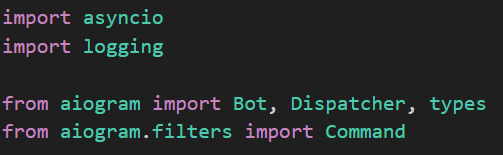 import asyncio
import logging
from aiogram import Bot, Dispatcher, types
from aiogram.filters import Command